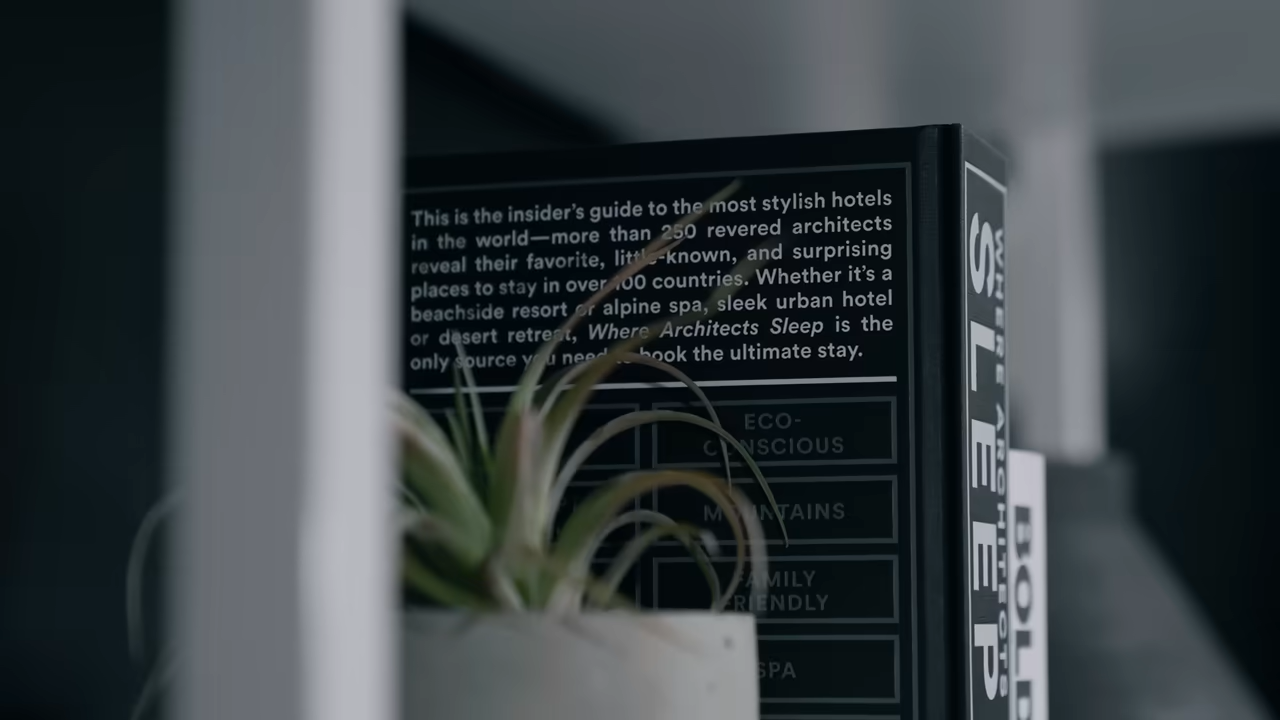 This is the insider's guide to the most stylish hotels
in the world—more than 250 revered architects
reveal their favorite, little-known, and surprising
places to stay in over 100 countries. Whether it's a
beachside resort or alpine spa, sleek urban hotel
or desert retreat, Where Architects Sleep is the
only source you need to book the ultimate stay.
ECO-
CONSCIOUS
MOUNTAINS
FAMILY
FRIENDLY
SPA
WHERE ARCHITECTS
SLEEP
BOLD